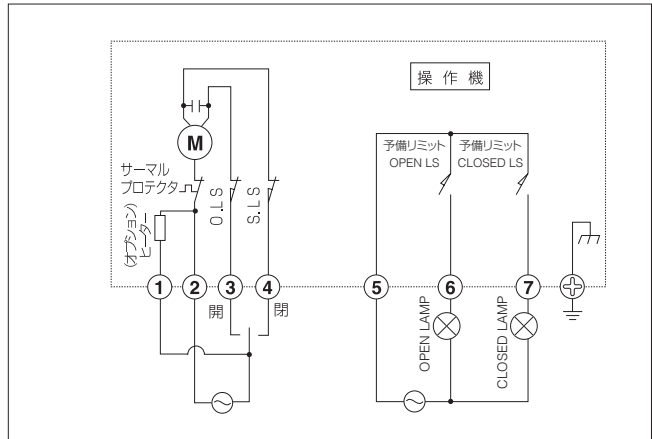 操作機
M
サーマル
プロテクタ
O.L.S
S.L.S
(オプション)
ヒーター
予備リミット
OPEN LS
予備リミット
CLOSED LS
1
2
3
4
5
6
7
開
閉
OPEN LAMP
CLOSED LAMP